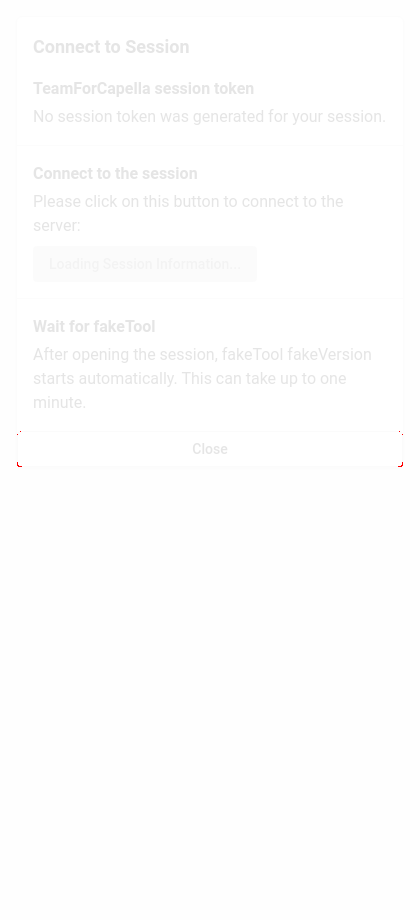 Connect to Session
TeamForCapella session token
No session token was generated for your session.
Connect to the session
Please click on this button to connect to the
server:
Loading Session Information...
Wait for fakeTool
After opening the session, fakeTool fakeVersion
starts automatically. This can take up to one
minute.
Close